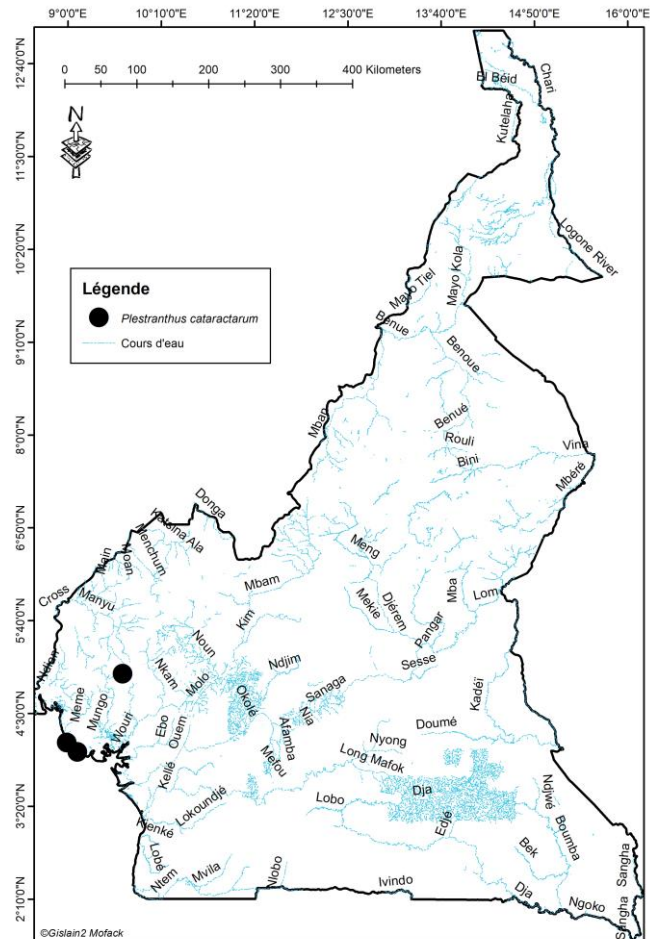 9°0'0"E 10°10'0"E 11°20'0"E 12°30'0"E 13°40'0"E 14°50'0"E 16°0'0"E
12°40'0"N
11°30'0"N
10°20'0"N
9°10'0"N
8°0'0"N
6°50'0"N
5°40'0"N
4°30'0"N
3°20'0"N
2°10'0"N
0 50 100 200 300 400 Kilometers
N
Légende
Plestranthus cataractarum
Cours d'eau
El Béid
Chari
Kutelaha
Logone River
Mayo Kola
Mayo Tiel
Bénue
Benoue
Benué
Rouli
Bini
Vina
Mbéré
Mban
Donga
Katsina Ala
Menchum
Main
Cross
Manyu
Meng
Mbam
Mekie
Djérem
Pangar
Mba
Lom
Kim
Noun
Ndjim
Sesse
Nkam
Molo
Okolé
Sanaga
Nia
Kadéï
Meme
Mungo
Wouri
Ebo
Ouem
Afamba
Mefou
Nyong
Doumé
Long Mafok
Kellé
Lokoundjé
Lobo
Dja
Edjé
Ndjwé
Boumba
Bek
Kienké
Lobé
Ntem
Mvila
Nlobo
Ivindo
Dja
Ngoko
Sangha
Sangha
©Gislain2 Mofack